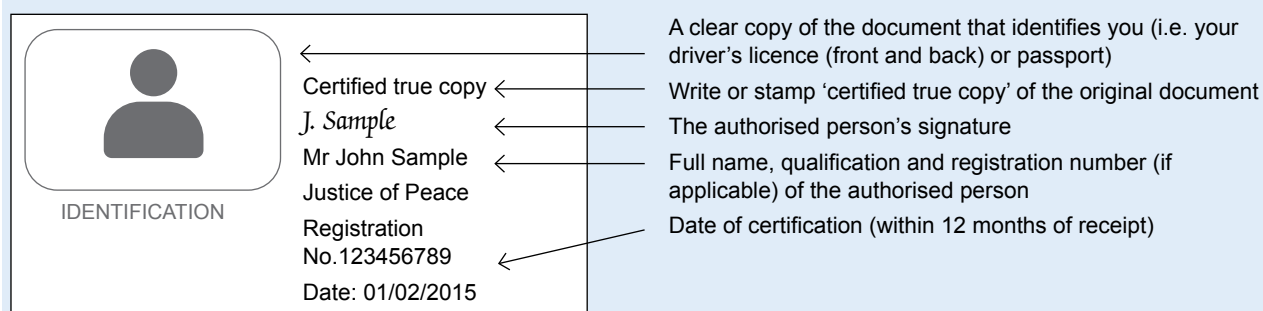 IDENTIFICATION
Certified true copy
J. Sample
Mr John Sample
Justice of Peace
Registration
No.123456789
Date: 01/02/2015
A clear copy of the document that identifies you (i.e. your
driver’s licence (front and back) or passport)
Write or stamp ‘certified true copy’ of the original document
The authorised person’s signature
Full name, qualification and registration number (if
applicable) of the authorised person
Date of certification (within 12 months of receipt)